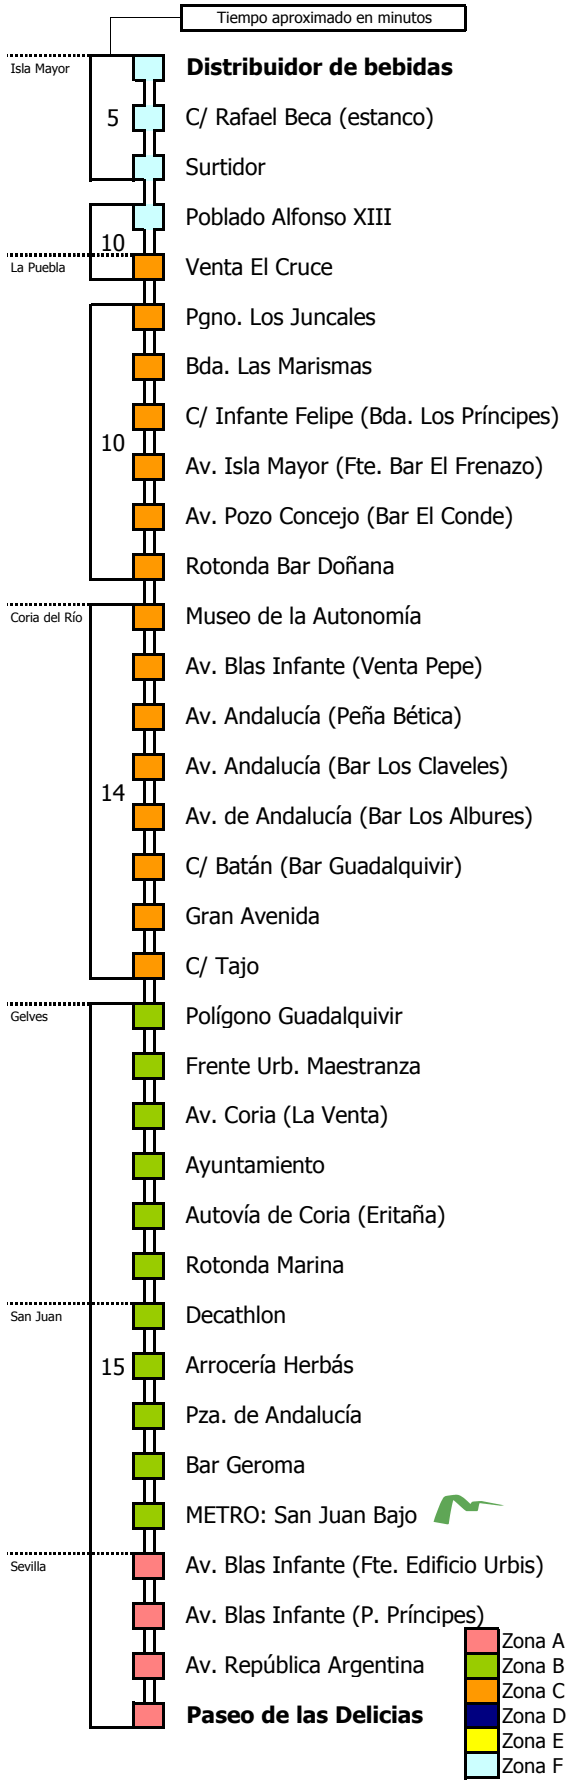 Tiempo aproximado en minutos
Isla Mayor
Distribuidor de bebidas
5
C/ Rafael Beca (estanco)
Surtidor
Poblado Alfonso XIII
10
La Puebla
Venta El Cruce
Pgno. Los Juncales
Bda. Las Marismas
C/ Infante Felipe (Bda. Los Príncipes)
10
Av. Isla Mayor (Fte. Bar El Frenazo)
Av. Pozo Concejo (Bar El Conde)
Rotonda Bar Doñana
Coria del Río
Museo de la Autonomía
Av. Blas Infante (Venta Pepe)
Av. Andalucía (Peña Bética)
Av. Andalucía (Bar Los Claveles)
14
Av. de Andalucía (Bar Los Albures)
C/ Batán (Bar Guadalquivir)
Gran Avenida
C/ Tajo
Gelves
Polígono Guadalquivir
Frente Urb. Maestranza
Av. Coria (La Venta)
Ayuntamiento
Autovía de Coria (Eritaña)
Rotonda Marina
San Juan
Decathlon
15
Arrocería Herbás
Pza. de Andalucía
Bar Geroma
METRO: San Juan Bajo
Sevilla
Av. Blas Infante (Fte. Edificio Urbis)
Av. Blas Infante (P. Príncipes)
Av. República Argentina
Paseo de las Delicias
Zona A
Zona B
Zona C
Zona D
Zona E
Zona F